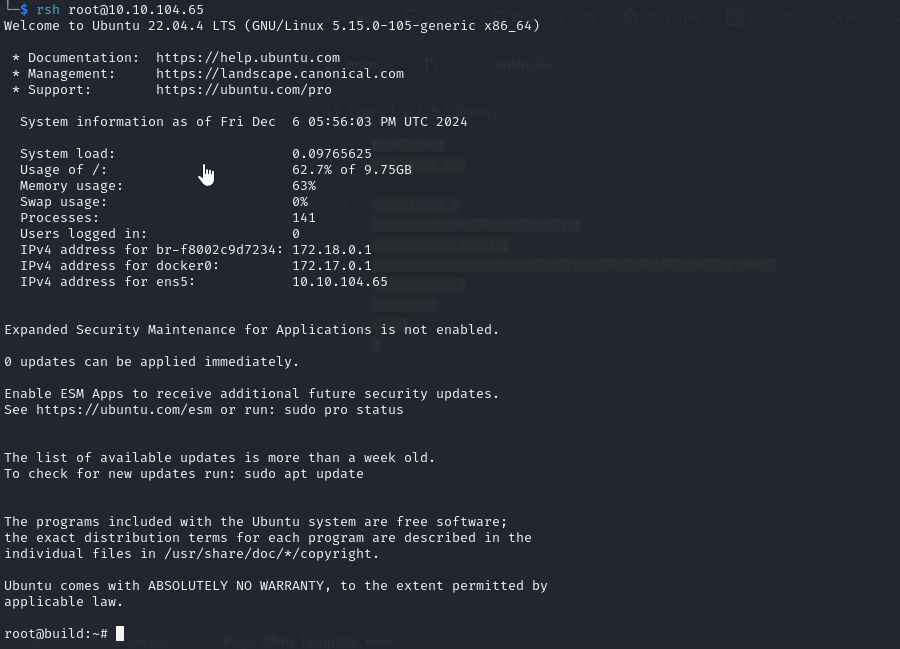 └─$ rsh root@10.10.104.65
Welcome to Ubuntu 22.04.4 LTS (GNU/Linux 5.15.0-105-generic x86_64)
 * Documentation:  https://help.ubuntu.com
 * Management:     https://landscape.canonical.com
 * Support:        https://ubuntu.com/pro
  System information as of Fri Dec  6 05:56:03 PM UTC 2024
  System load:                      0.09765625
  Usage of /:                       62.7% of 9.75GB
  Memory usage:                     63%
  Swap usage:                       0%
  Processes:                        141
  Users logged in:                  0
  IPv4 address for br-f8002c9d7234: 172.18.0.1
  IPv4 address for docker0:         172.17.0.1
  IPv4 address for ens5:            10.10.104.65
Expanded Security Maintenance for Applications is not enabled.
0 updates can be applied immediately.
Enable ESM Apps to receive additional future security updates.
See https://ubuntu.com/esm or run: sudo pro status
The list of available updates is more than a week old.
To check for new updates run: sudo apt update
The programs included with the Ubuntu system are free software;
the exact distribution terms for each program are described in the
individual files in /usr/share/doc/*/copyright.
Ubuntu comes with ABSOLUTELY NO WARRANTY, to the extent permitted by
applicable law.
root@build:~#